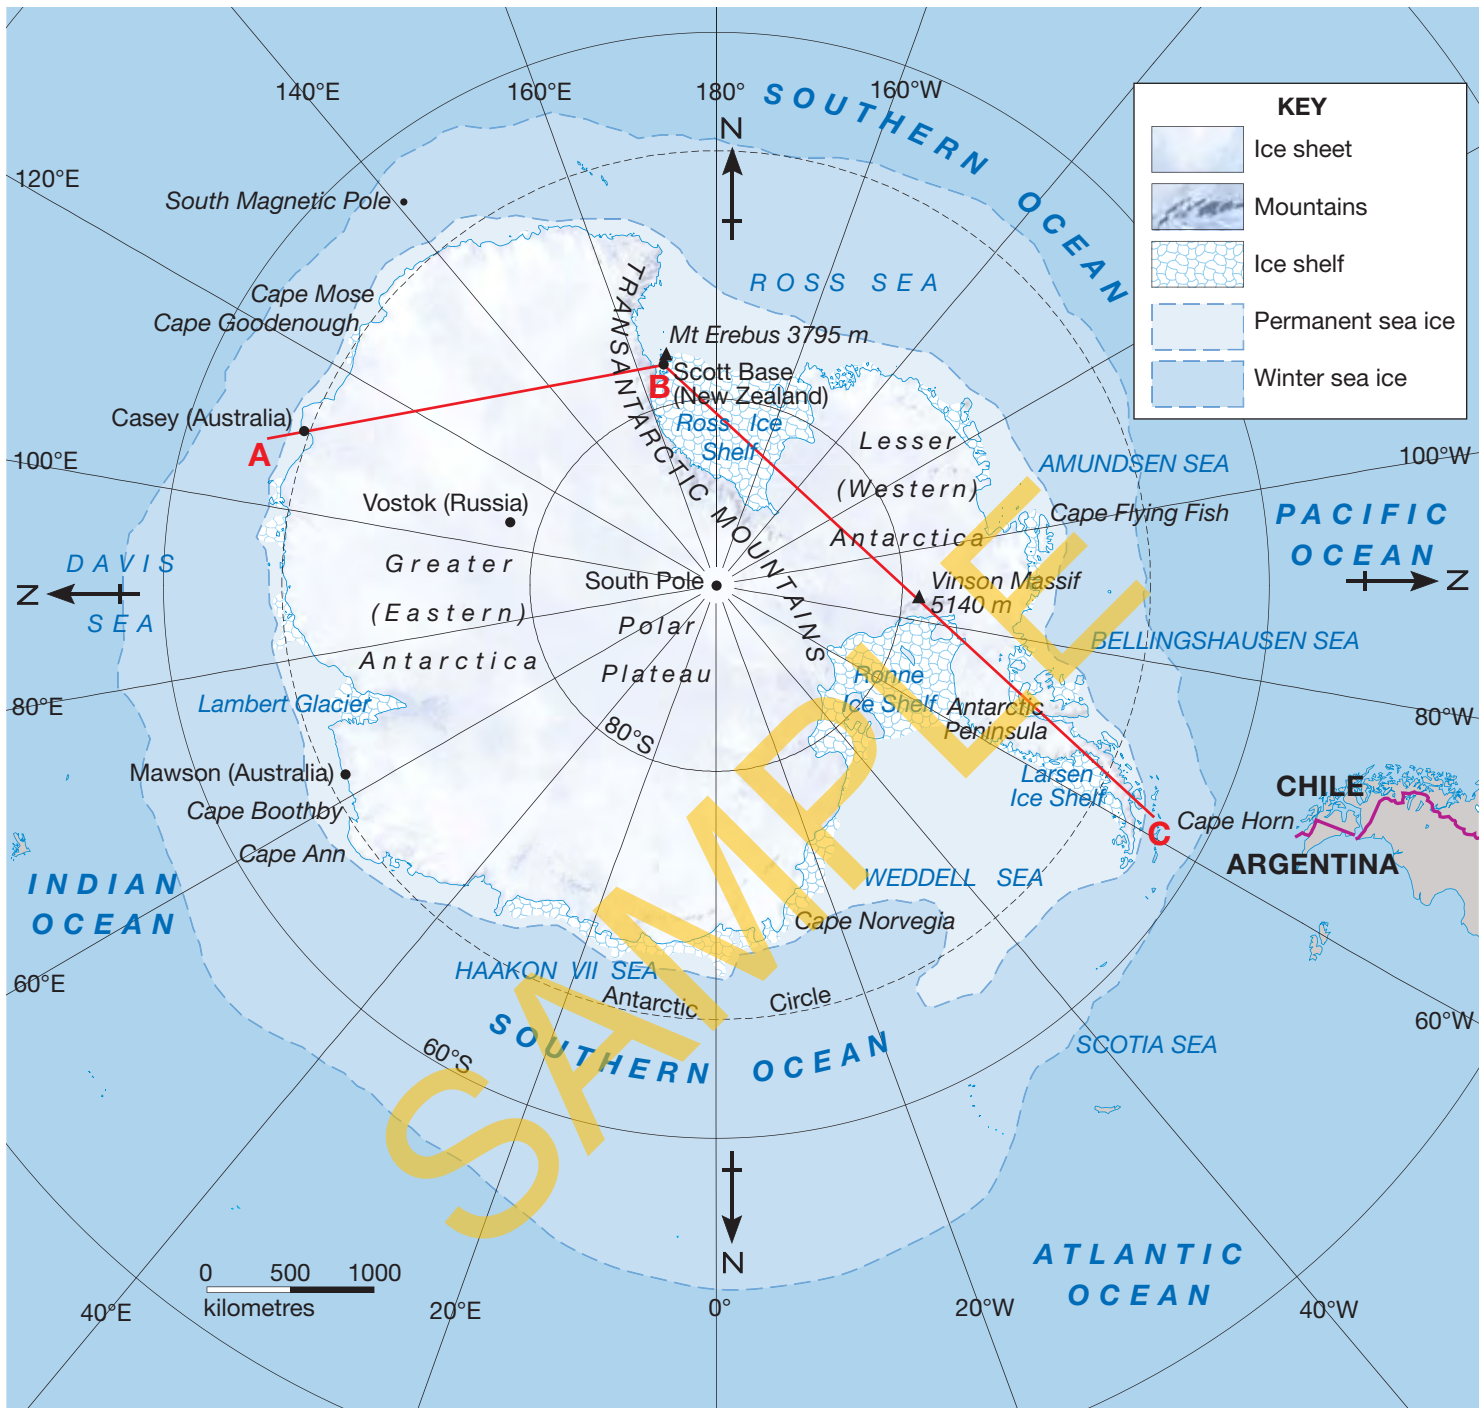 140°E
160°E
180°
160°W
SOUTHERN OCEAN
N
KEY
Ice sheet
Mountains
Ice shelf
Permanent sea ice
Winter sea ice
120°E
South Magnetic Pole
ROSS SEA
Cape Mose
Cape Goodenough
TRANSANTARCTIC MOUNTAINS
Mt Erebus 3795 m
B
Scott Base
(New Zealand)
Ross Ice
Shelf
Casey (Australia)
A
100°E
Lesser
(Western)
Antarctica
AMUNDSEN SEA
100°W
Cape Flying Fish
PACIFIC
OCEAN
N
Vostok (Russia)
Greater
(Eastern)
Antarctica
DAVIS
SEA
N
South Pole
Polar
Plateau
Vinson Massif
5140 m
BELLINGSHAUSEN SEA
Ronne
Ice Shelf
Antarctic
Peninsula
80°W
Lambert Glacier
80°E
80°S
Mawson (Australia)
Cape Boothby
Cape Ann
Larsen
Ice Shelf
C
Cape Horn
CHILE
ARGENTINA
INDIAN
OCEAN
WEDDELL SEA
Cape Norvegia
60°E
HAAKON VII SEA
Antarctic Circle
60°W
SCOTIA SEA
SOUTHERN OCEAN
60°S
SAMPLE
N
ATLANTIC
OCEAN
0 500 1000
kilometres
40°E
20°E
0°
20°W
40°W